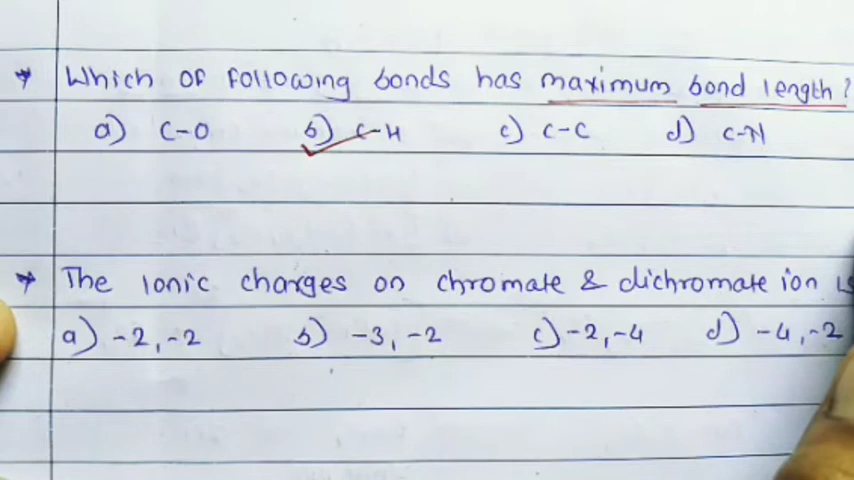 * Which of following bonds has maximum bond length?
a) C-O b) C-H c) C-C d) C-N
* The Ionic charges on chromate & dichromate ion is
a) -2, -2 b) -3, -2 c) -2, -4 d) -4, -2